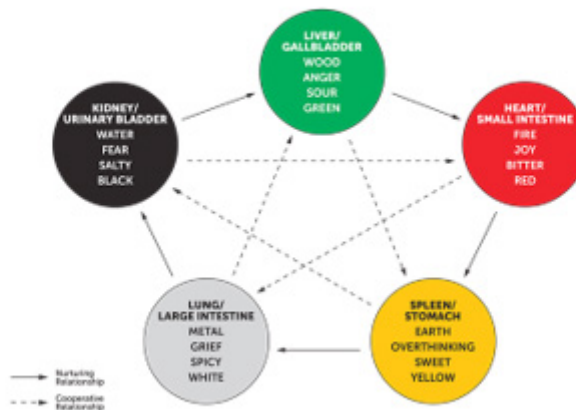 LIVER/
GALLBLADDER
WOOD
ANGER
SOUR
GREEN
KIDNEY/
URINARY BLADDER
WATER
FEAR
SALTY
BLACK
HEART/
SMALL INTESTINE
FIRE
JOY
BITTER
RED
LUNG/
LARGE INTESTINE
METAL
GRIEF
SPICY
WHITE
SPLEEN/
STOMACH
EARTH
OVERTHINKING
SWEET
YELLOW
Nurturing
Relationship
Cooperative
Relationship